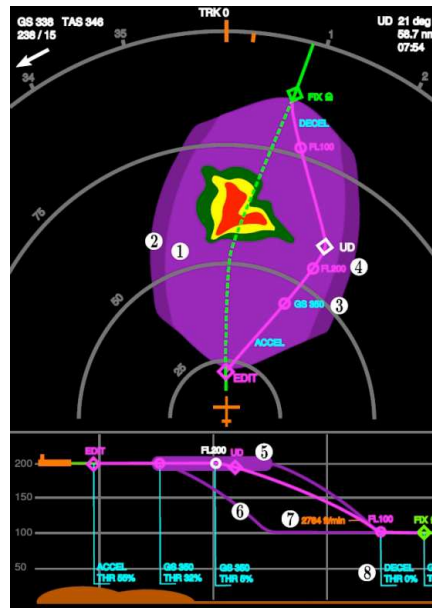 GS 338 TAS 346
238 / 15
TRK 0
UD 21 deg
58.7 nm
07:54
34
35
1
2
FIX
DECEL
FL100
75
2
1
UD
FL200
4
50
GS 350
3
ACCEL
25
EDIT
EDIT
FL200
UD
5
200
6
7
2784 ft/min
FL100
FIX
100
8
50
ACCEL
THR 55%
GS 350
THR 32%
GS 350
THR 5%
DECEL
THR 0%
G